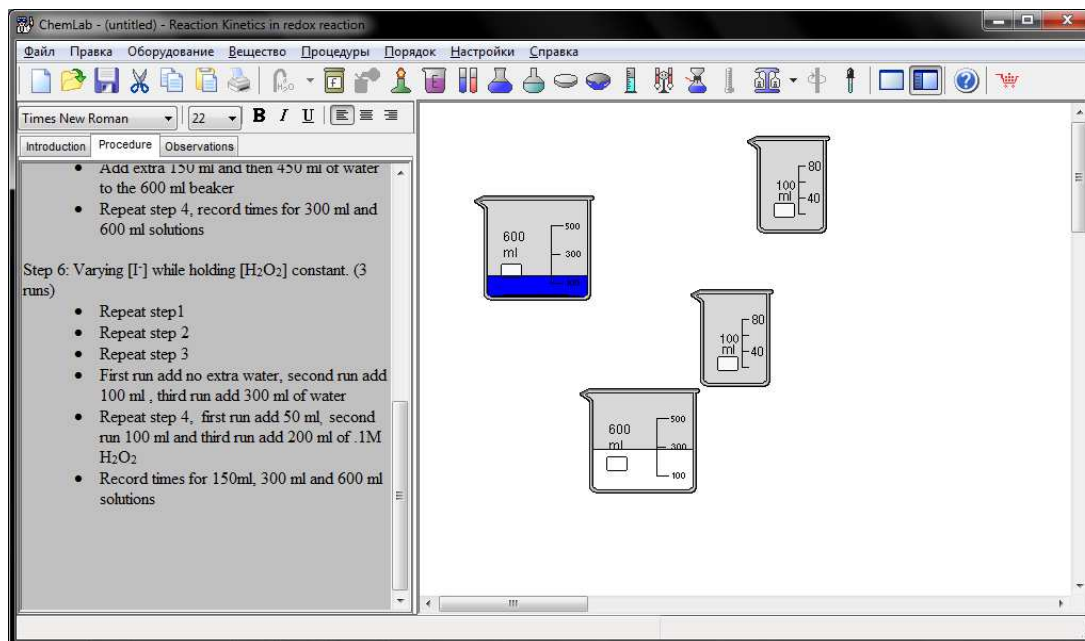 ChemLab - (untitled) - Reaction Kinetics in redox reaction
Файл Правка Оборудование Вещество Процедуры Порядок Настройки Справка
Times New Roman 22 B I U
Introduction Procedure Observations
• Add extra 150 ml and then 450 ml of water
to the 600 ml beaker
• Repeat step 4, record times for 300 ml and
600 ml solutions
Step 6: Varying [I⁻] while holding [H₂O₂] constant. (3
runs)
• Repeat step1
• Repeat step 2
• Repeat step 3
• First run add no extra water, second run add
100 ml , third run add 300 ml of water
• Repeat step 4, first run add 50 ml, second
run 100 ml and third run add 200 ml of .1M
H₂O₂
• Record times for 150ml, 300 ml and 600 ml
solutions
80
100
ml
40
600
ml
500
300
80
100
ml
40
600
ml
500
300
100